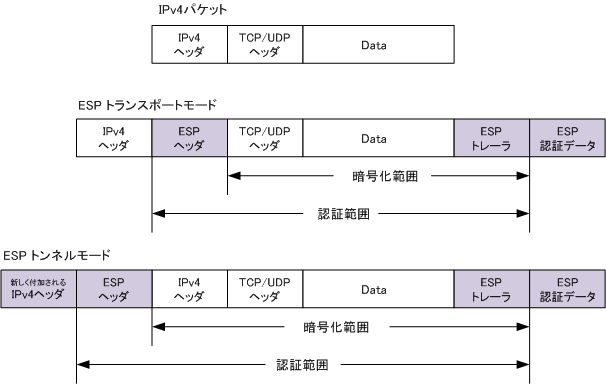 IPv4パケット
IPv4 ヘッダ
TCP/UDP ヘッダ
Data
ESP トランスポートモード
IPv4 ヘッダ
ESP ヘッダ
TCP/UDP ヘッダ
Data
ESP トレーラ
ESP 認証データ
暗号化範囲
認証範囲
ESP トンネルモード
新しく付加される IPv4ヘッダ
ESP ヘッダ
IPv4 ヘッダ
TCP/UDP ヘッダ
Data
ESP トレーラ
ESP 認証データ
暗号化範囲
認証範囲